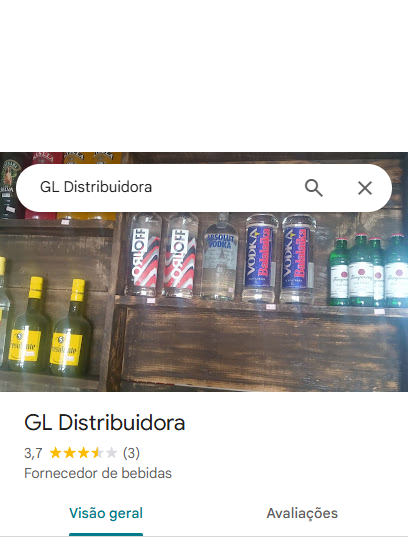 GL Distribuidora
ORLOFF
ORLOFF
ABSOLUT
VODKA
VODKA
Balalaika
VODKA
Balalaika
GL Distribuidora
3,7 (3)
Fornecedor de bebidas
Visão geral
Avaliações